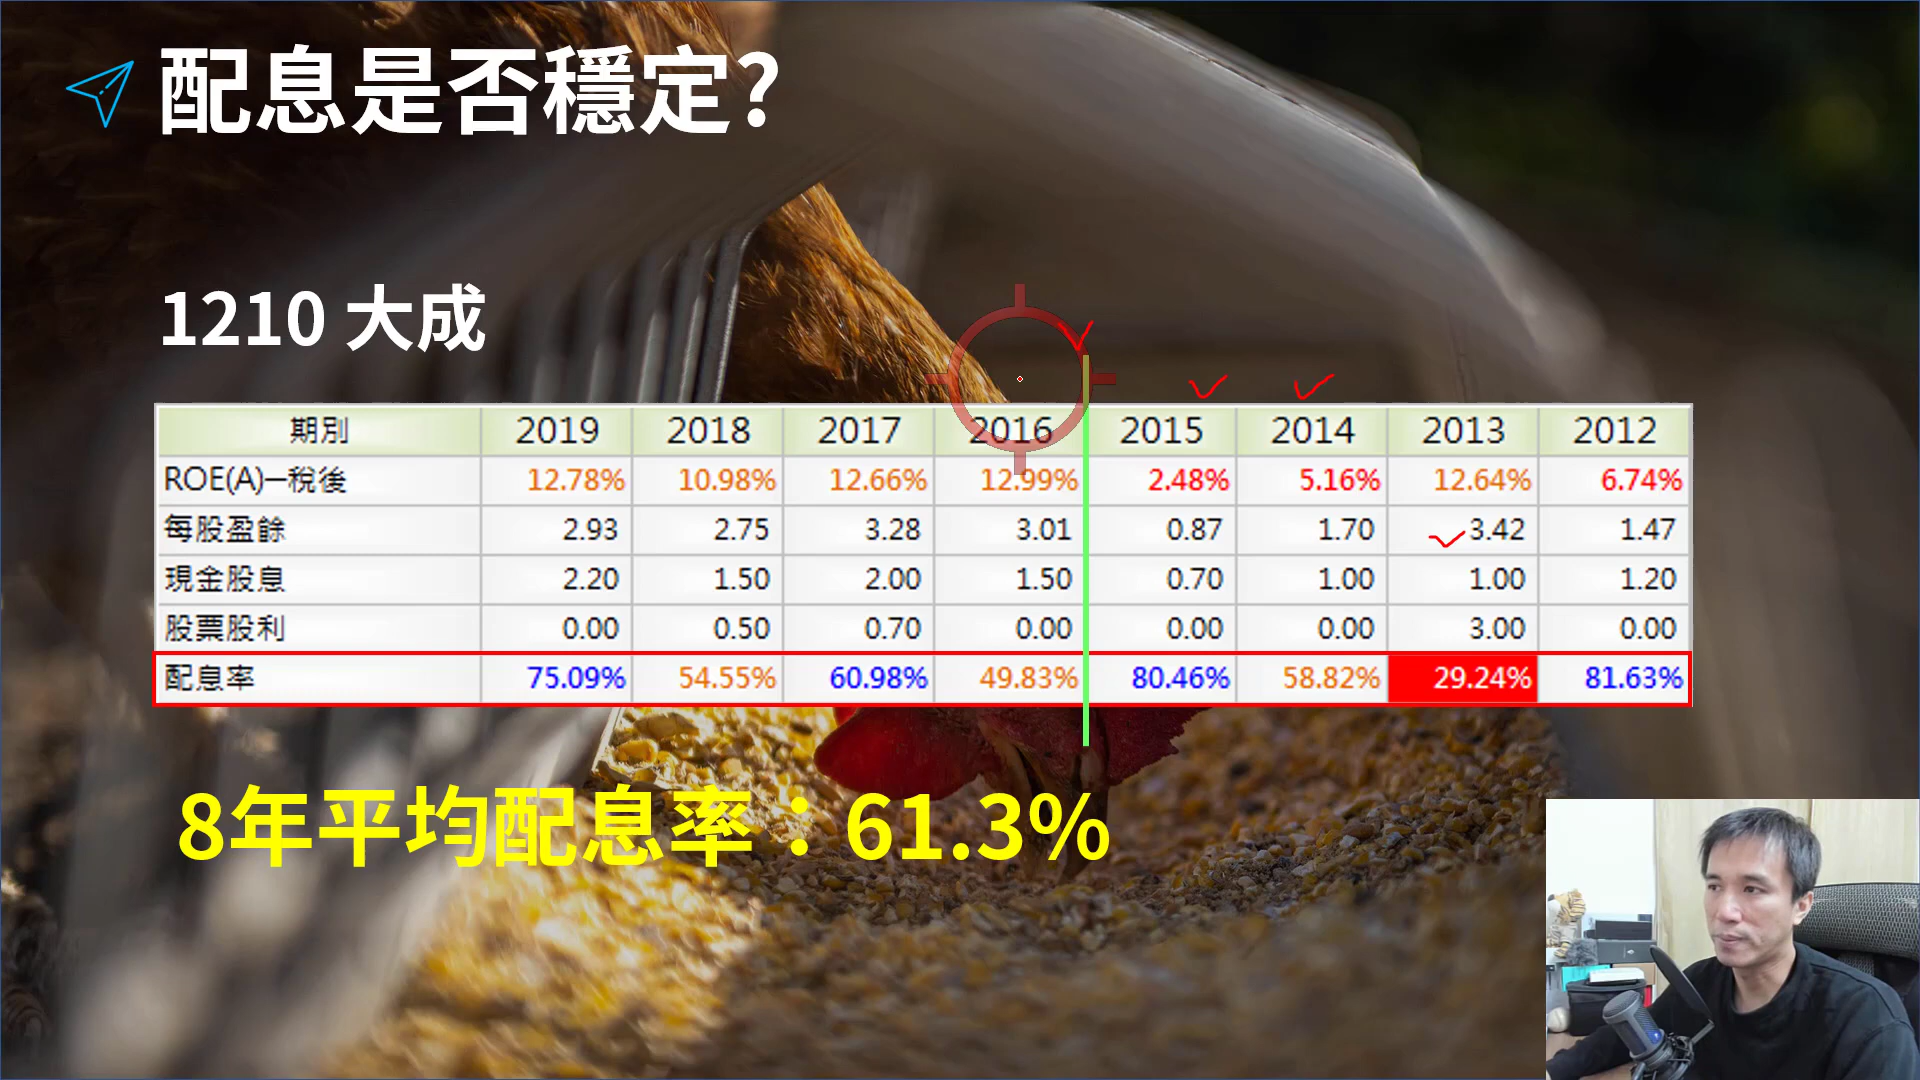 配息是否穩定?
1210 大成
期別 2019 2018 2017 2016 2015 2014 2013 2012
ROE(A)─稅後 12.78% 10.98% 12.66% 12.99% 2.48% 5.16% 12.64% 6.74%
每股盈餘 2.93 2.75 3.28 3.01 0.87 1.70 3.42 1.47
現金股息 2.20 1.50 2.00 1.50 0.70 1.00 1.00 1.20
股票股利 0.00 0.50 0.70 0.00 0.00 0.00 3.00 0.00
配息率 75.09% 54.55% 60.98% 49.83% 80.46% 58.82% 29.24% 81.63%
8年平均配息率：61.3%